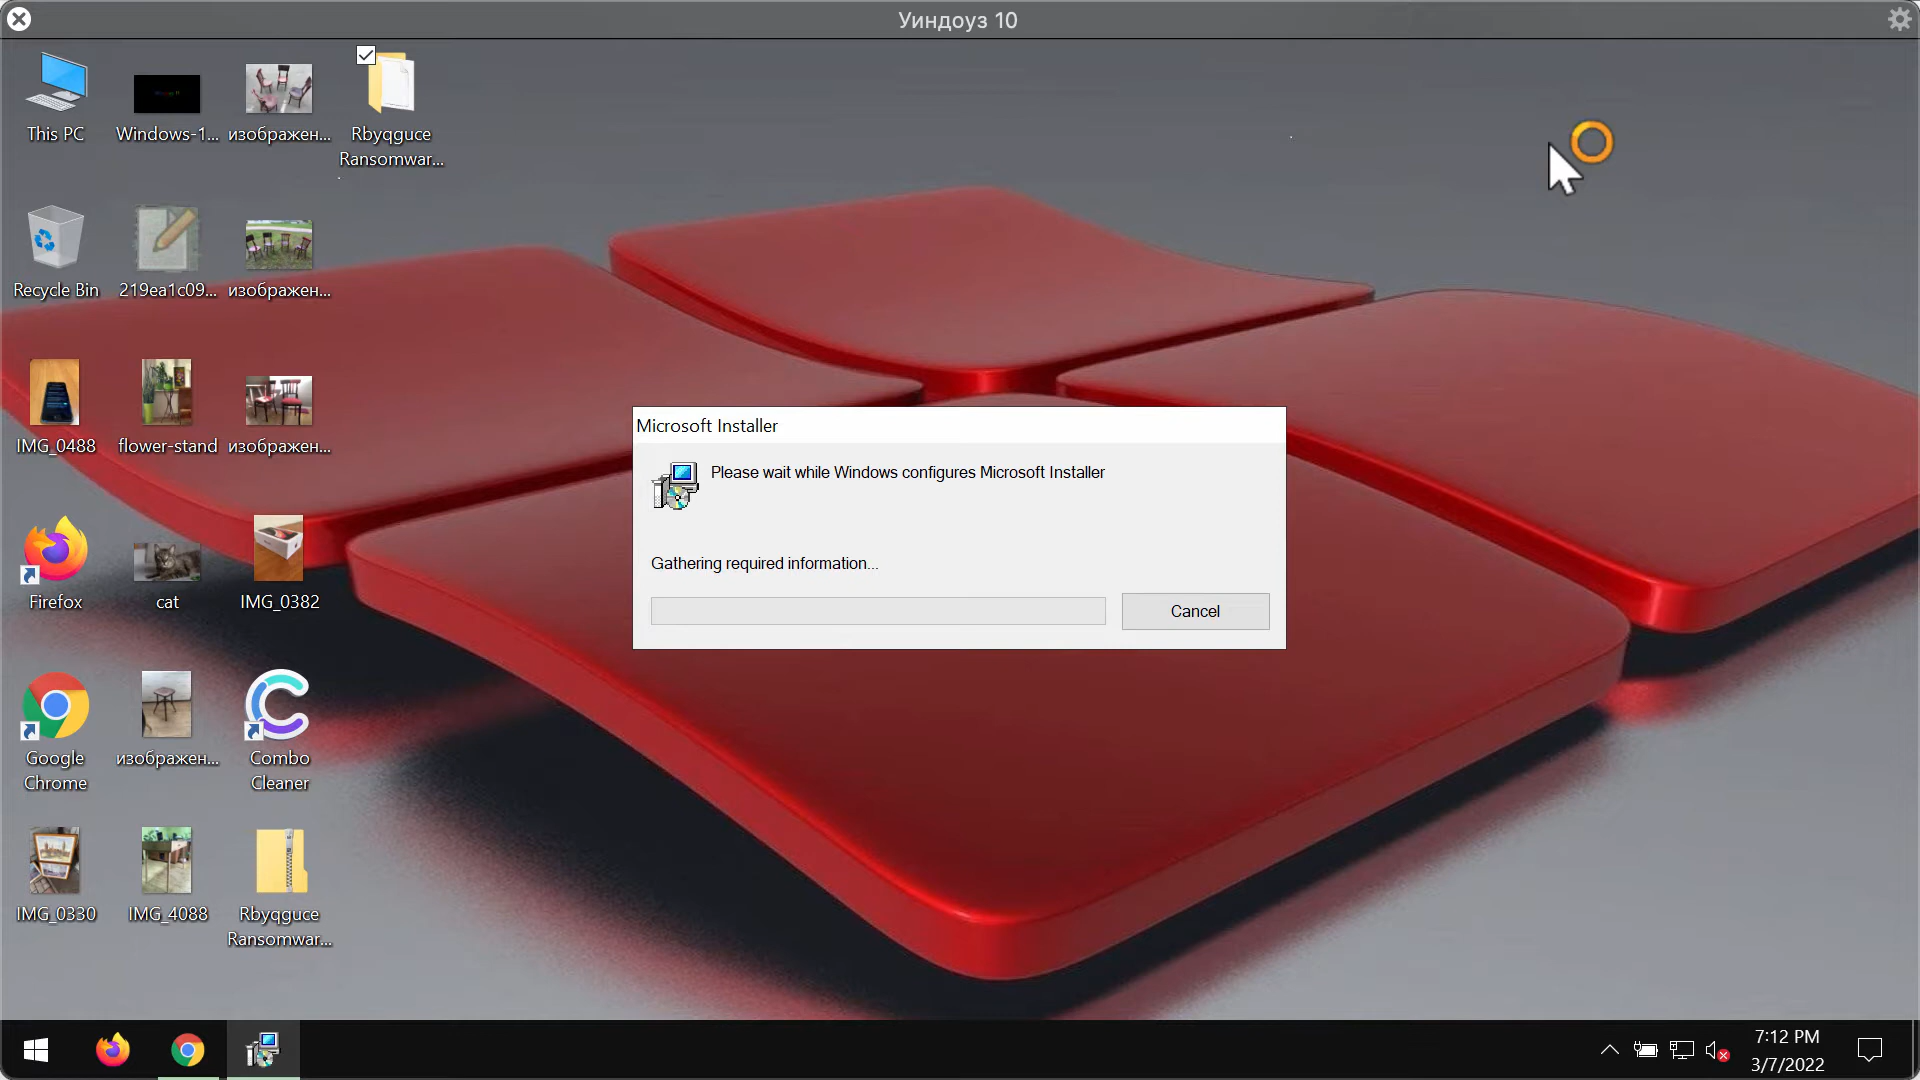 Уиндоуз 10
This PC
Windows-1...
изображен...
Rbyqguce
Ransomwar...
Recycle Bin
219ea1c09...
изображен...
IMG_0488
flower-stand
изображен...
Firefox
cat
IMG_0382
Google
Chrome
изображен...
Combo
Cleaner
IMG_0330
IMG_4088
Rbyqguce
Ransomwar...
Microsoft Installer
Please wait while Windows configures Microsoft Installer
Gathering required information...
Cancel
7:12 PM
3/7/2022